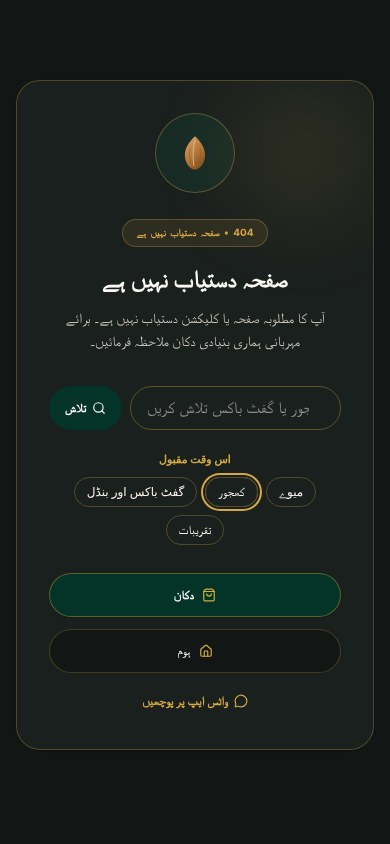 404 • صفحہ دستیاب نہیں ہے
صفحہ دستیاب نہیں ہے
آپ کا مطلوبہ صفحہ یا کلیکشن دستیاب نہیں ہے۔ برائے
مہربانی ہماری بنیادی دکان ملاحظہ فرمائیں۔
جور یا گفٹ باکس تلاش کریں
تلاش
اس وقت مقبول
میوے
کھجور
گفٹ باکس اور بنڈل
تقریبات
دکان
ہوم
واٹس ایپ پر پوچھیں